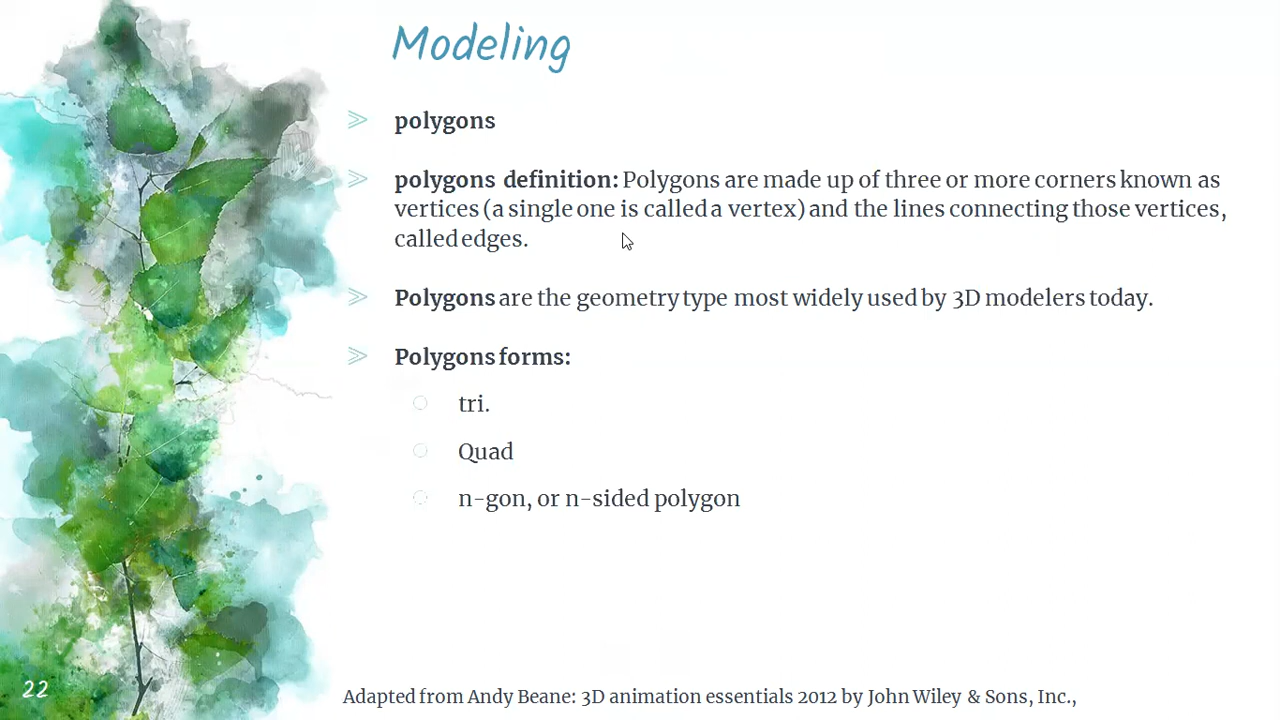 Modeling
polygons
polygons definition: Polygons are made up of three or more corners known as
vertices (a single one is called a vertex) and the lines connecting those vertices,
called edges.
Polygons are the geometry type most widely used by 3D modelers today.
Polygons forms:
tri.
Quad
n-gon, or n-sided polygon
22
Adapted from Andy Beane: 3D animation essentials 2012 by John Wiley & Sons, Inc.,